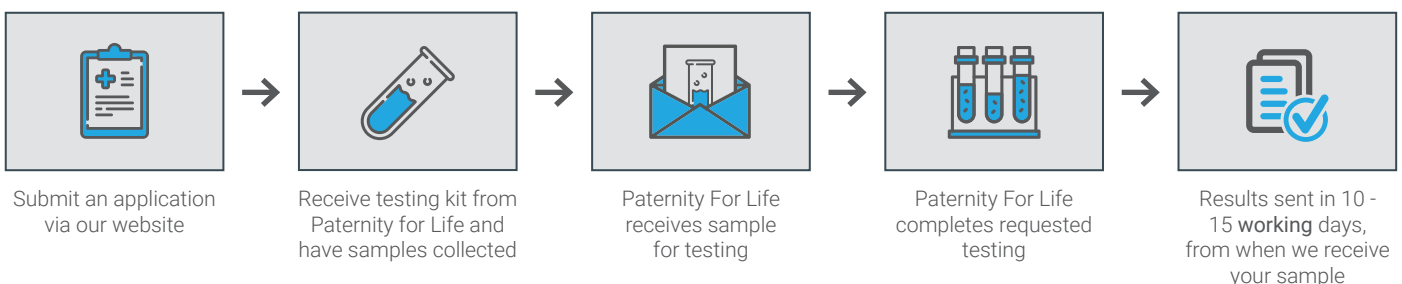 Submit an application
via our website
Receive testing kit from
Paternity for Life and
have samples collected
Paternity For Life
receives sample
for testing
Paternity For Life
completes requested
testing
Results sent in 10 -
15 working days,
from when we receive
your sample